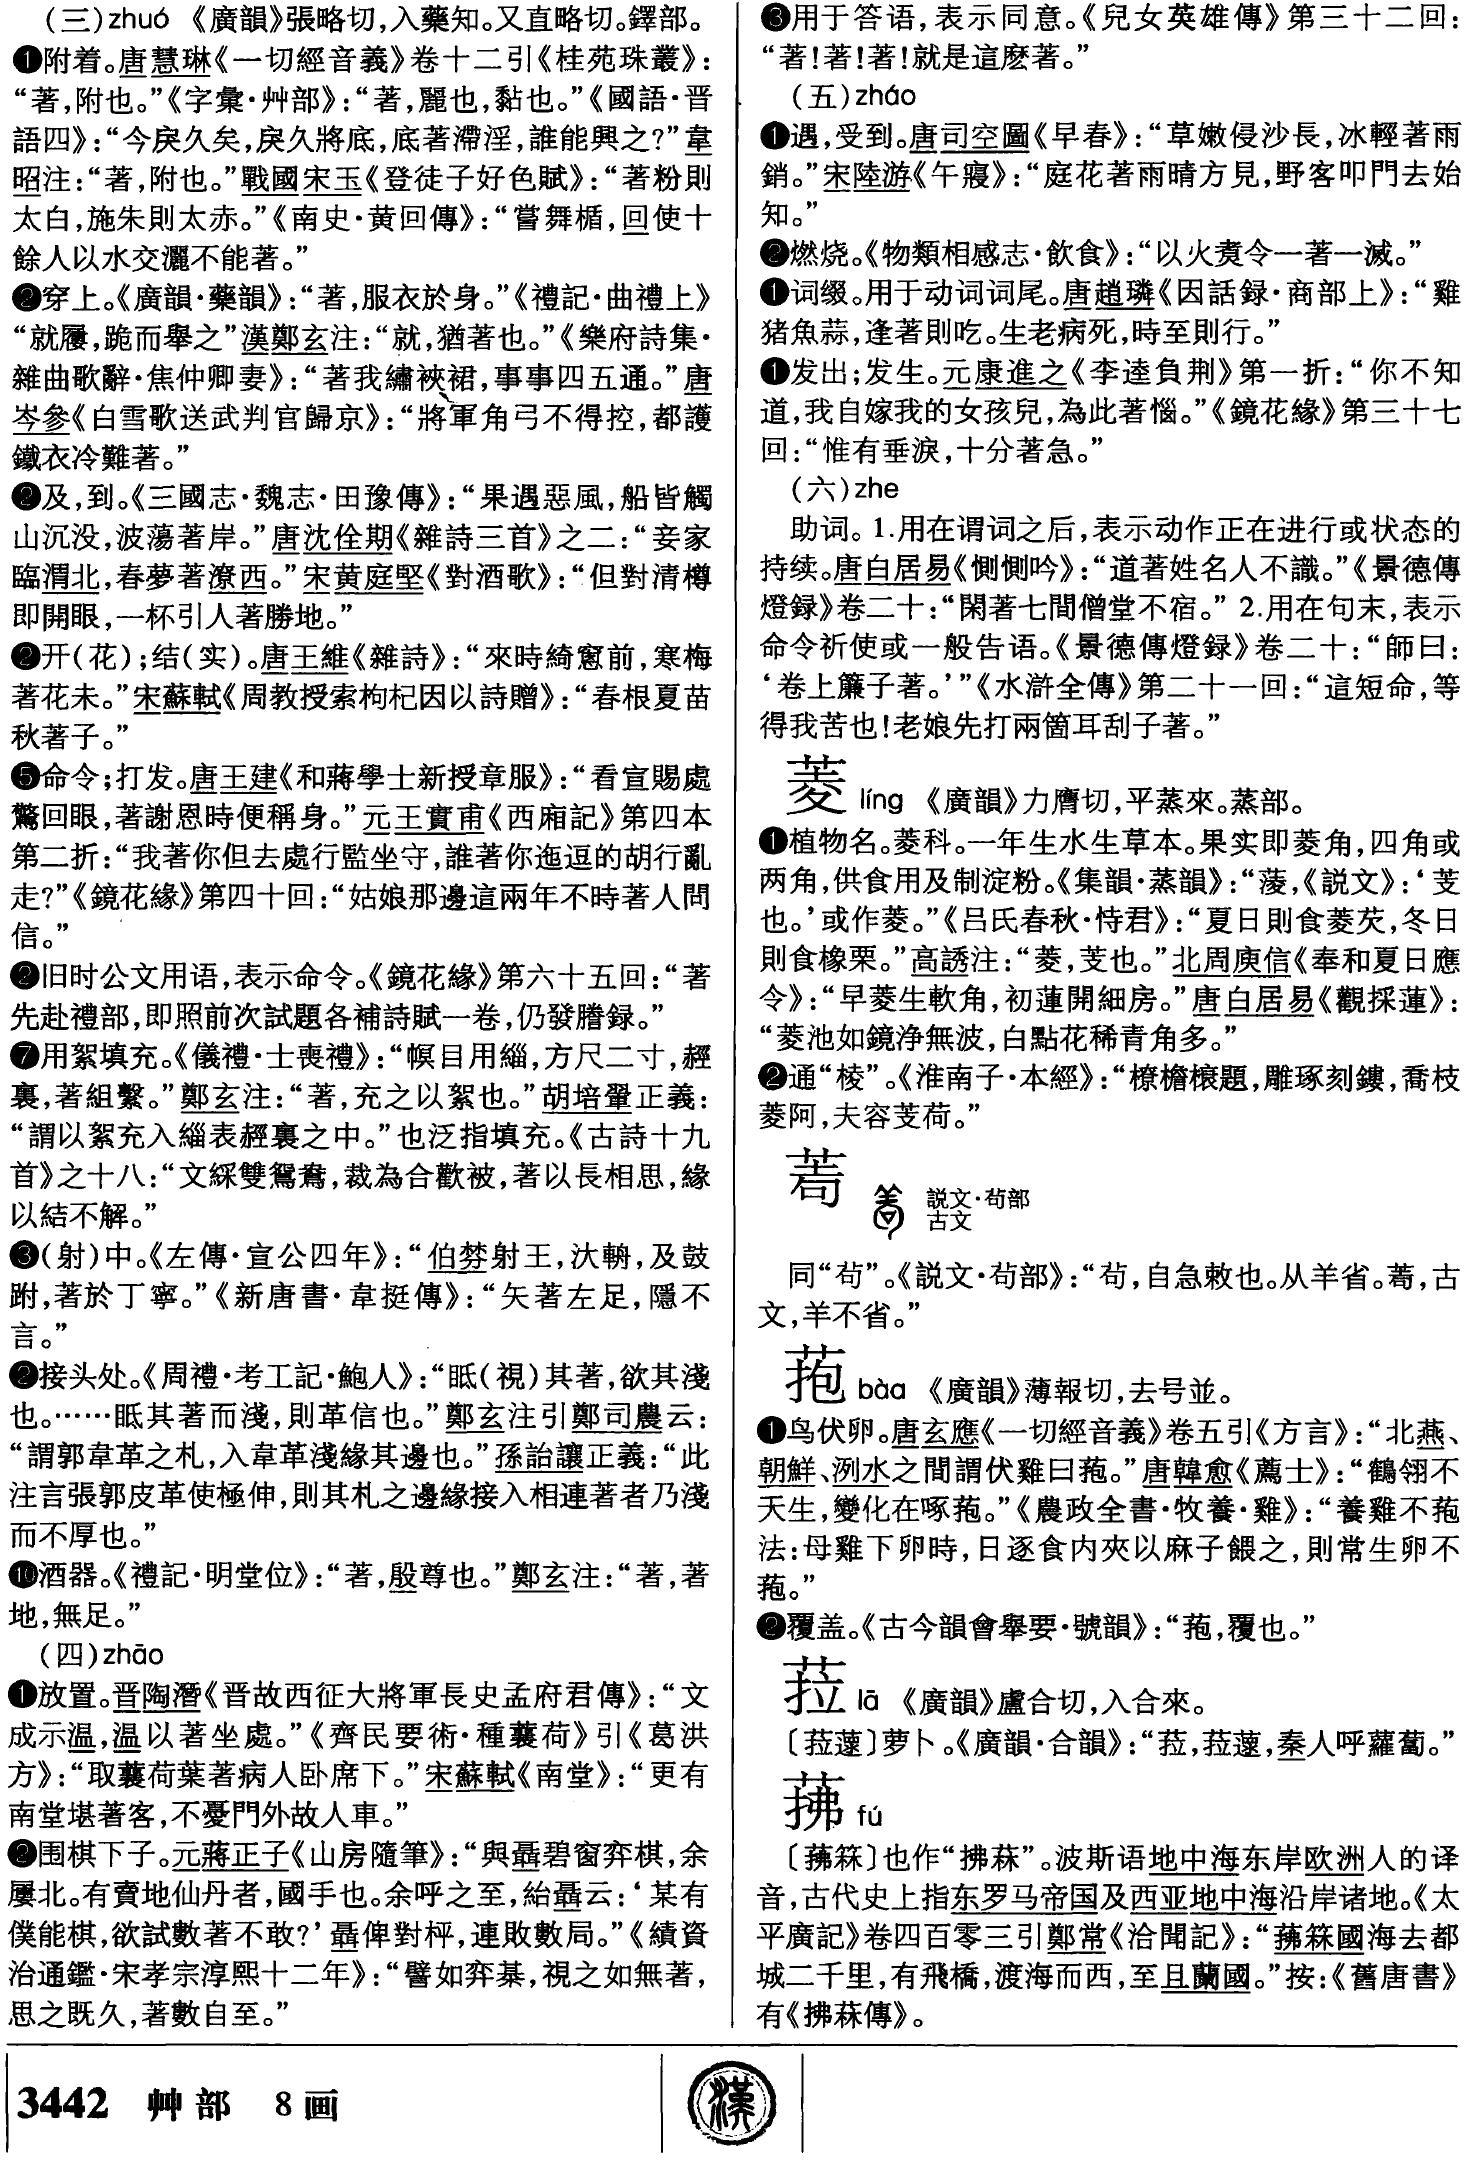 (三)zhuó 《廣韻》張略切,入藥知。又直略切。鐸部。
❶附着。唐慧琳《一切經音義》卷十二引《桂苑珠叢》:
“著,附也。”《字彙·艸部》:“著,麗也,黏也。”《國語·晋
語四》:“今戾久矣,戾久將底,底著滯淫,誰能興之?”韋
昭注:“著,附也。”戰國宋玉《登徒子好色賦》:“著粉則
太白,施朱則太赤。”《南史·黄回傳》:“嘗舞楯,回使十
餘人以水交灑不能著。”
❷穿上。《廣韻·藥韻》:“著,服衣於身。”《禮記·曲禮上》
“就屨,跪而舉之”漢鄭玄注:“就,猶著也。”《樂府詩集·
雜曲歌辭·焦仲卿妻》:“著我繡裌裙,事事四五通。”唐
岑參《白雪歌送武判官歸京》:“將軍角弓不得控,都護
鐵衣冷難著。”
❷及,到。《三國志·魏志·田豫傳》:“果遇惡風,船皆觸
山沉没,波蕩著岸。”唐沈佺期《雜詩三首》之二:“妾家
臨渭北,春夢著遼西。”宋黄庭堅《對酒歌》:“但對清樽
即開眼,一杯引人著勝地。”
❷开(花);结(实)。唐王維《雜詩》:“來時綺窻前,寒梅
著花未。”宋蘇軾《周教授索枸杞因以詩贈》:“春根夏苗
秋著子。”
❺命令;打发。唐王建《和蔣學士新授章服》:“看宣賜處
驚回眼,著謝恩時便稱身。”元王實甫《西廂記》第四本
第二折:“我著你但去處行監坐守,誰著你迤逗的胡行亂
走?”《鏡花緣》第四十回:“姑娘那邊這兩年不時著人問
信。”
❷旧时公文用语,表示命令。《鏡花緣》第六十五回:“著
先赴禮部,即照前次試題各補詩賦一卷,仍發謄録。”
❼用絮填充。《儀禮·士喪禮》:“幎目用緇,方尺二寸,䞓
裏,著組繫。”鄭玄注:“著,充之以絮也。”胡培翬正義:
“謂以絮充入緇表䞓裏之中。”也泛指填充。《古詩十九
首》之十八:“文綵雙鴛鴦,裁為合歡被,著以長相思,緣
以結不解。”
❸(射)中。《左傳·宣公四年》:“伯棼射王,汏輈,及鼓
跗,著於丁寧。”《新唐書·韋挺傳》:“矢著左足,隱不
言。”
❷接头处。《周禮·考工記·鮑人》:“眡(視)其著,欲其淺
也。……眡其著而淺,則革信也。”鄭玄注引鄭司農云:
“謂郭韋革之札,入韋革淺緣其邊也。”孫詒讓正義:“此
注言張郭皮革使極伸,則其札之邊緣接入相連著者乃淺
而不厚也。”
❿酒器。《禮記·明堂位》:“著,殷尊也。”鄭玄注:“著,著
地,無足。”
(四)zhāo
❶放置。晋陶潛《晋故西征大將軍長史孟府君傳》:“文
成示温,温以著坐處。”《齊民要術·種蘘荷》引《葛洪
方》:“取蘘荷葉著病人卧席下。”宋蘇軾《南堂》:“更有
南堂堪著客,不憂門外故人車。”
❷围棋下子。元蔣正子《山房隨筆》:“與聶碧窗弈棋,余
屢北。有賣地仙丹者,國手也。余呼之至,紿聶云:‘某有
僕能棋,欲試數著不敢?’聶俾對枰,連敗數局。”《續資
治通鑑·宋孝宗淳熙十二年》:“譬如弈棊,視之如無著,
思之既久,著數自至。”
❸用于答语,表示同意。《兒女英雄傳》第三十二回:
“著!著!著!就是這麽著。”
(五)zháo
❶遇,受到。唐司空圖《早春》:“草嫩侵沙長,冰輕著雨
銷。”宋陸游《午寢》:“庭花著雨晴方見,野客叩門去始
知。”
❷燃烧。《物類相感志·飲食》:“以火煑令一著一滅。”
❶词缀。用于动词词尾。唐趙璘《因話録·商部上》:“雞
猪魚蒜,逢著則吃。生老病死,時至則行。”
❶发出;发生。元康進之《李逵負荆》第一折:“你不知
道,我自嫁我的女孩兒,為此著惱。”《鏡花緣》第三十七
回:“惟有垂淚,十分著急。”
(六)zhe
助词。1.用在谓词之后,表示动作正在进行或状态的
持续。唐白居易《惻惻吟》:“道著姓名人不識。”《景德傳
燈録》卷二十:“閑著七間僧堂不宿。” 2.用在句末,表示
命令祈使或一般告语。《景德傳燈録》卷二十:“師曰:
‘卷上簾子著。’”《水滸全傳》第二十一回:“這短命,等
得我苦也!老娘先打兩箇耳刮子著。”
菱 líng 《廣韻》力膺切,平蒸來。蒸部。
❶植物名。菱科。一年生水生草本。果实即菱角,四角或
两角,供食用及制淀粉。《集韻·蒸韻》:“蔆,《説文》:‘芰
也。’或作菱。”《吕氏春秋·恃君》:“夏日則食菱芡,冬日
則食橡栗。”高誘注:“菱,芰也。”北周庾信《奉和夏日應
令》:“早菱生軟角,初蓮開細房。”唐白居易《觀採蓮》:
“菱池如鏡浄無波,白點花稀青角多。”
❷通“棱”。《淮南子·本經》:“橑檐榱題,雕琢刻鏤,喬枝
菱阿,夫容芰荷。”
䓺 説文·茍部
古文
同“茍”。《説文·茍部》:“茍,自急敕也。从羊省。䓺,古
文,羊不省。”
菢 bàɑ 《廣韻》薄報切,去号並。
❶鸟伏卵。唐玄應《一切經音義》卷五引《方言》:“北燕、
朝鮮、洌水之間謂伏雞曰菢。”唐韓愈《薦士》:“鶴翎不
天生,變化在啄菢。”《農政全書·牧養·雞》:“養雞不菢
法:母雞下卵時,日逐食内夾以麻子餵之,則常生卵不
菢。”
❷覆盖。《古今韻會舉要·號韻》:“菢,覆也。”
菈 lā 《廣韻》盧合切,入合來。
〔菈䕢〕萝卜。《廣韻·合韻》:“菈,菈䕢,秦人呼蘿蔔。”
茀 fú
〔茀箖〕也作“拂菻”。波斯语地中海东岸欧洲人的译
音,古代史上指东罗马帝国及西亚地中海沿岸诸地。《太
平廣記》卷四百零三引鄭常《洽聞記》:“茀箖國海去都
城二千里,有飛橋,渡海而西,至且蘭國。”按:《舊唐書》
有《拂菻傳》。
3442 艸部 8画
漢